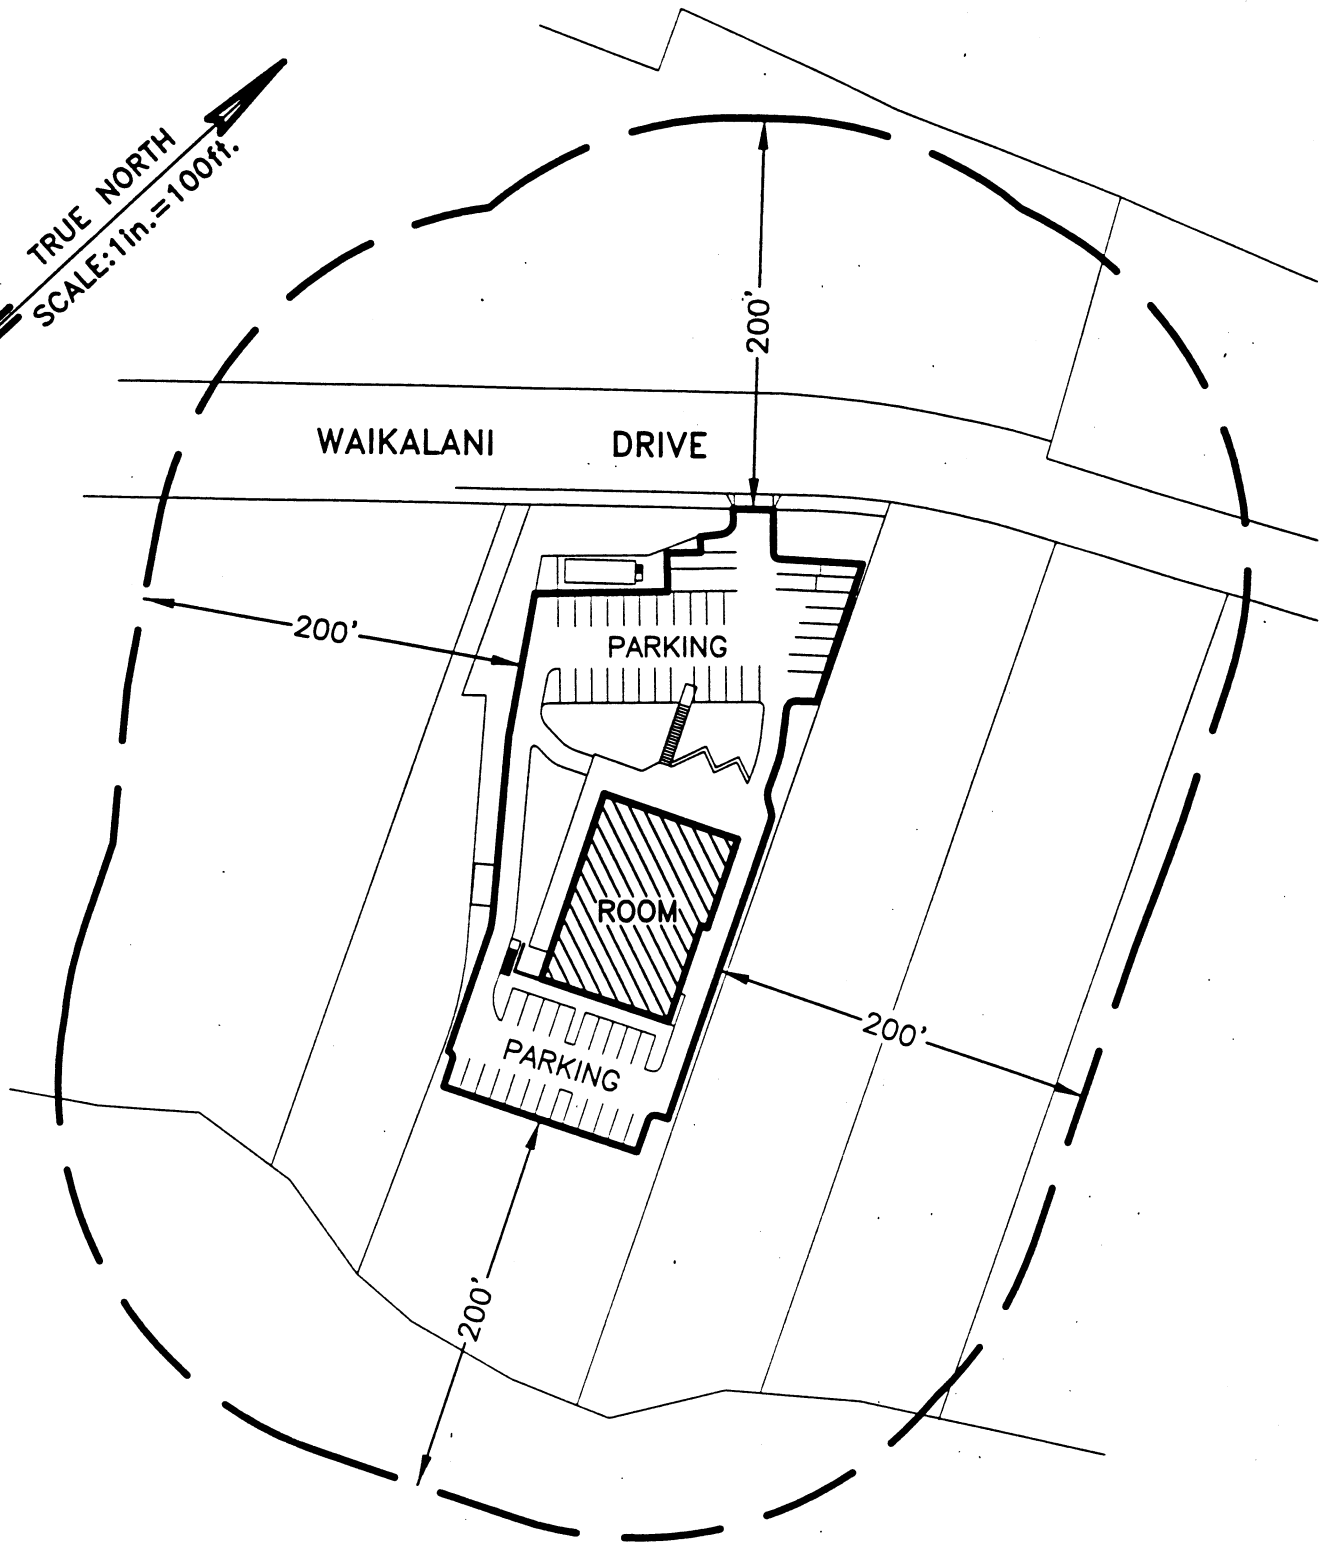 TRUE NORTH
SCALE: 1in.=100ft.
200'
WAIKALANI DRIVE
200'
PARKING
ROOM
200'
PARKING
200'